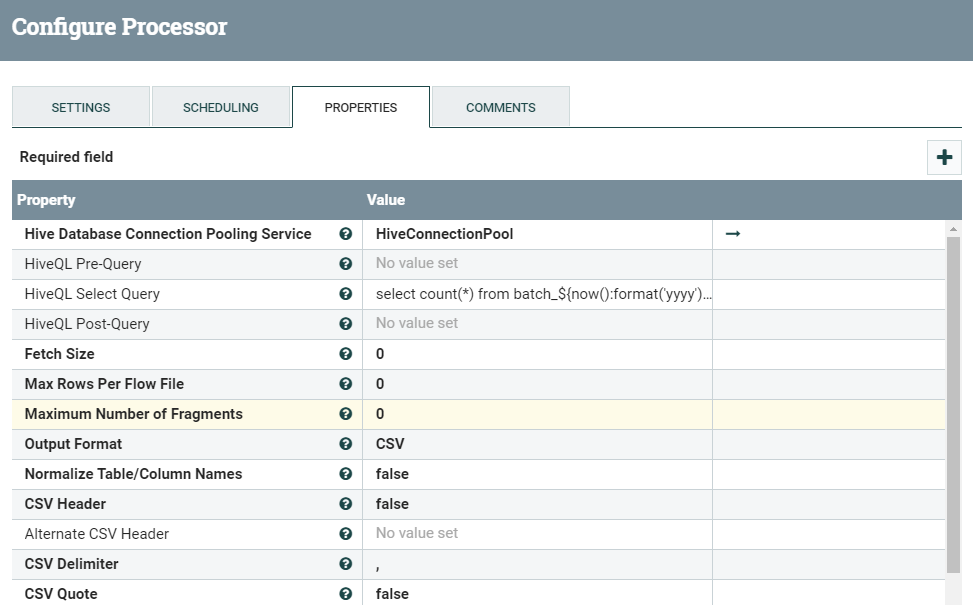 Configure Processor
SETTINGS SCHEDULING PROPERTIES COMMENTS
Required field
Property Value
Hive Database Connection Pooling Service HiveConnectionPool
HiveQL Pre-Query No value set
HiveQL Select Query select count(*) from batch_${now():format('yyyy')...
HiveQL Post-Query No value set
Fetch Size 0
Max Rows Per Flow File 0
Maximum Number of Fragments 0
Output Format CSV
Normalize Table/Column Names false
CSV Header false
Alternate CSV Header No value set
CSV Delimiter ,
CSV Quote false